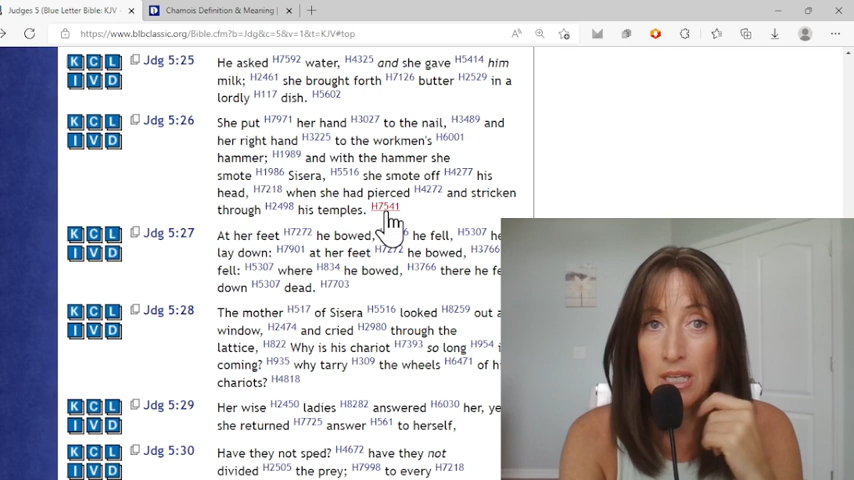 Judges 5 (Blue Letter Bible: KJV -
Chamois Definition & Meaning |
https://www.blbclassic.org/Bible.cfm?b=Jdg&c=5&v=1&t=KJV#top
K C L
I V D
Jdg 5:25
He asked H7592 water, H4325 and she gave H5414 him
milk; H2461 she brought forth H7126 butter H2529 in a
lordly H117 dish. H5602
K C L
I V D
Jdg 5:26
She put H7971 her hand H3027 to the nail, H3489 and
her right hand H3225 to the workmen's H6001
hammer; H1989 and with the hammer she
smote H1986 Sisera, H5516 she smote off H4277 his
head, H7218 when she had pierced H4272 and stricken
through H2498 his temples. H7541
K C L
I V D
Jdg 5:27
At her feet H7272 he bowed, he fell, H5307 he
lay down: H7901 at her feet H7272 he bowed, H3766
fell: H5307 where H834 he bowed, H3766 there he fe
down H5307 dead. H7703
K C L
I V D
Jdg 5:28
The mother H517 of Sisera H5516 looked H8259 out a
window, H2474 and cried H2980 through the
lattice, H822 Why is his chariot H7393 so long H954 i
coming? H935 why tarry H309 the wheels H6471 of hi
chariots? H4818
K C L
I V D
Jdg 5:29
Her wise H2450 ladies H8282 answered H6030 her, ye
she returned H7725 answer H561 to herself,
K C L
I V D
Jdg 5:30
Have they not sped? H4672 have they not
divided H2505 the prey; H7998 to every H7218